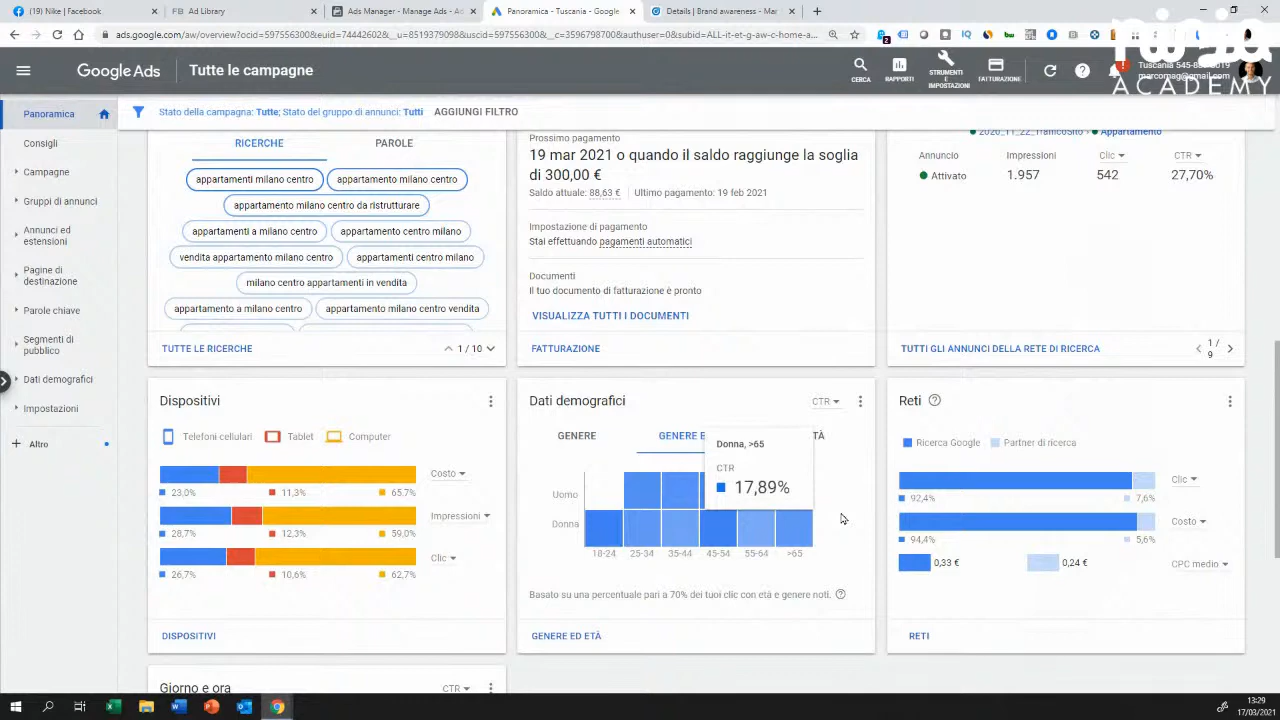 (19) Nike | Facebook
Ad Library
Ads Manager - Manage Ads - Ads
Panoramica - Tuscania - Google
Details | Brand awareness - Mar
ads.google.com/aw/overview?ocid=597556300&euid=744426602&__u=8519379098&uscid=597556300&__c=3596798700&authuser=0&subid=ALL-it-et-g-aw-c-home-a...
Google Ads
Tutte le campagne
CERCA
RAPPORTI
STRUMENTI
E
IMPOSTAZIONI
FATTURAZIONE
marcomag@gmail.com
ACADEMY
Panoramica
Consigli
Campagne
Gruppi di annunci
Annunci ed
estensioni
Pagine di
destinazione
Parole chiave
Segmenti di
pubblico
Dati demografici
Impostazioni
Altro
Stato della campagna: Tutte; Stato del gruppo di annunci: Tutti
AGGIUNGI FILTRO
RICERCHE
PAROLE
appartamenti milano centro
appartamento milano centro
appartamento milano centro da ristrutturare
appartamenti a milano centro
appartamento centro milano
vendita appartamento milano centro
appartamenti centro milano
milano centro appartamenti in vendita
appartamento a milano centro
appartamento milano centro vendita
TUTTE LE RICERCHE
1 / 10
Prossimo pagamento
19 mar 2021 o quando il saldo raggiunge la soglia
di 300,00 €
Saldo attuale: 88,63 €
Ultimo pagamento: 19 feb 2021
Impostazione di pagamento
Stai effettuando pagamenti automatici
Documenti
Il tuo documento di fatturazione è pronto
VISUALIZZA TUTTI I DOCUMENTI
FATTURAZIONE
2020_11_22_TrafficoSito › Appartamento
Annuncio
Impressioni
Clic
CTR
Attivato
1.957
542
27,70%
TUTTI GLI ANNUNCI DELLA RETE DI RICERCA
1 /
9
Dispositivi
Telefoni cellulari
Tablet
Computer
Costo
23,0%
11,3%
65,7%
Impressioni
28,7%
12,3%
59,0%
Clic
26,7%
10,6%
62,7%
DISPOSITIVI
Dati demografici
CTR
GENERE
GENERE E
TÀ
Donna, >65
CTR
17,89%
Uomo
Donna
18-24
25-34
35-44
45-54
55-64
>65
Basato su una percentuale pari a 70% dei tuoi clic con età e genere noti.
GENERE ED ETÀ
Reti
Ricerca Google
Partner di ricerca
Clic
92,4%
7,6%
Costo
94,4%
5,6%
0,33 €
0,24 €
CPC medio
RETI
Giorno e ora
CTR
13:29
17/03/2021